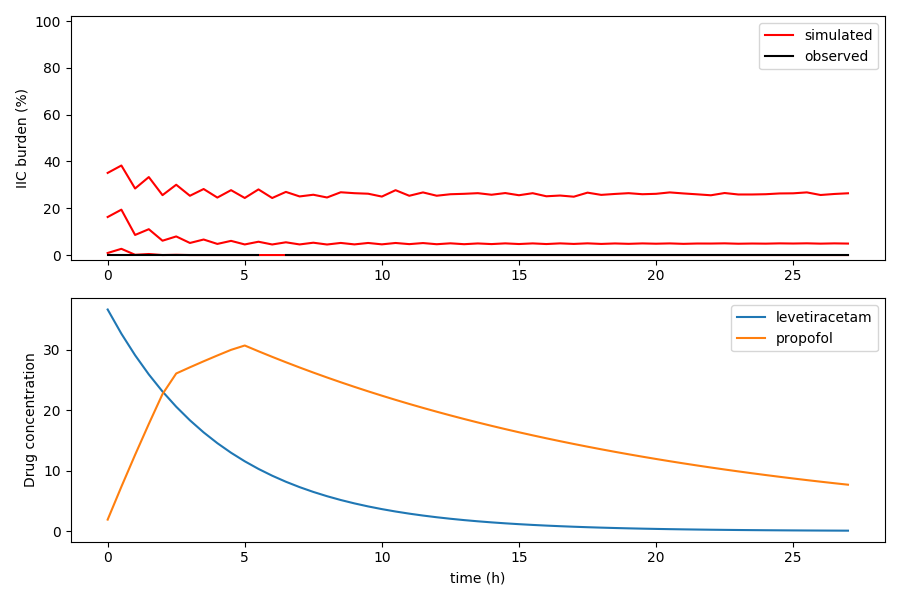 100
80
60
40
20
0
IIC burden (%)
simulated
observed
0 5 10 15 20 25
30
20
10
0
Drug concentration
levetiracetam
propofol
0 5 10 15 20 25
time (h)